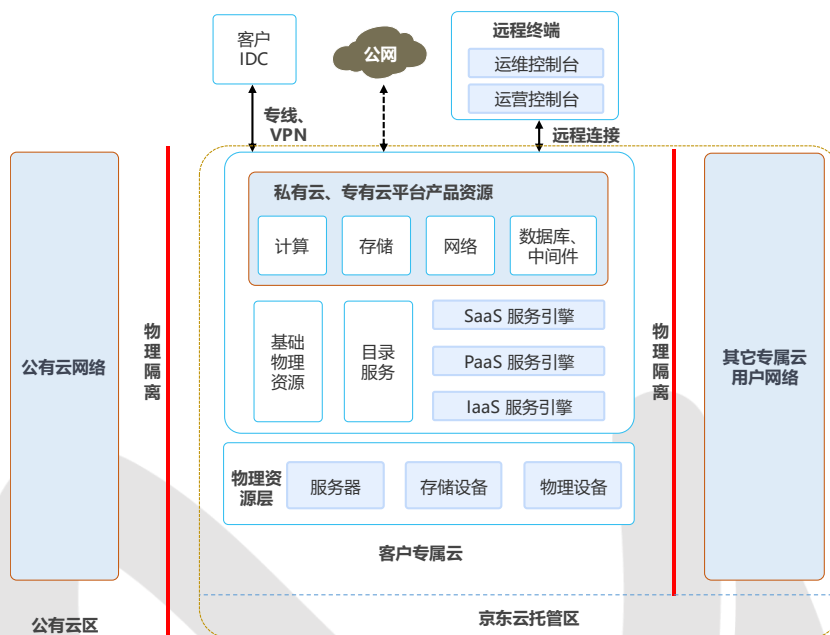 客户
IDC
公网
远程终端
运维控制台
运营控制台
专线、
VPN
远程连接
私有云、专有云平台产品资源
计算
存储
网络
数据库、
中间件
公有云网络
物
理
隔
离
基础
物理
资源
目录
服务
SaaS 服务引擎
PaaS 服务引擎
IaaS 服务引擎
物
理
隔
离
其它专属云
用户网络
物理资
源层
服务器
存储设备
物理设备
客户专属云
公有云区
京东云托管区